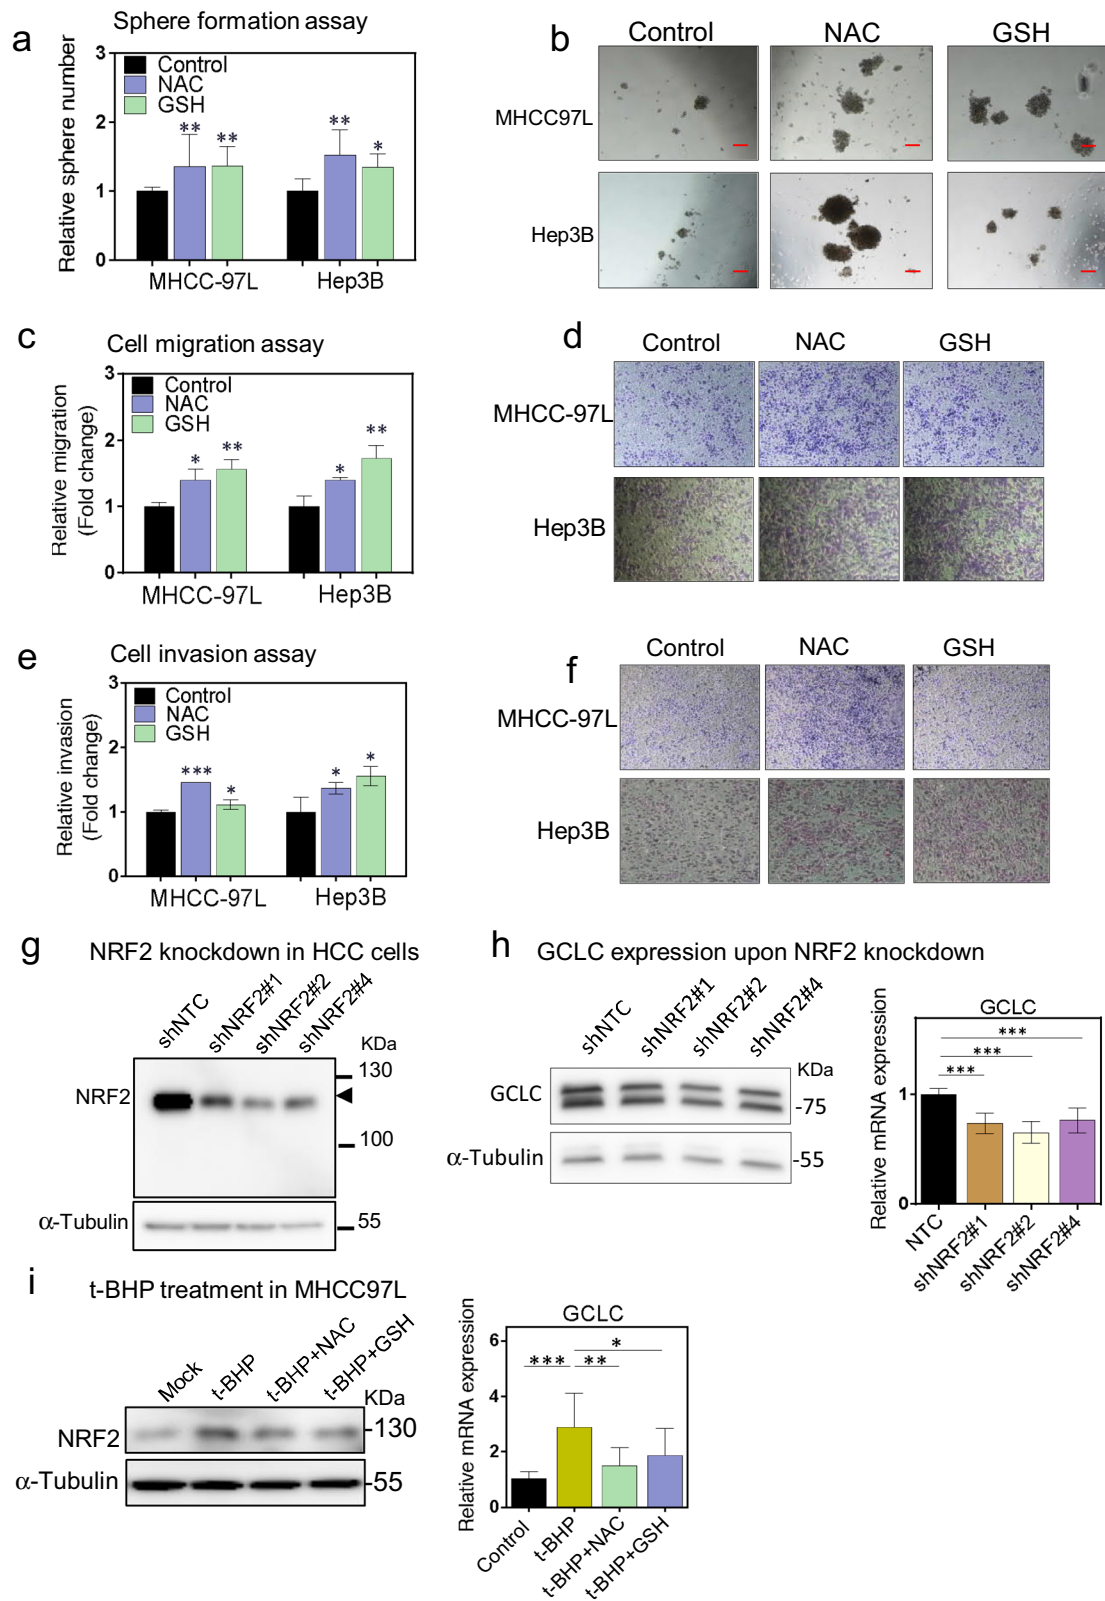 a
Sphere formation assay
Relative sphere number
3
2
1
0
Control
NAC
GSH
**
**
**
*
MHCC-97L
Hep3B
b
Control
NAC
GSH
MHCC97L
Hep3B
c
Cell migration assay
Relative migration
(Fold change)
3
2
1
0
Control
NAC
GSH
*
**
*
**
MHCC-97L
Hep3B
d
Control
NAC
GSH
MHCC-97L
Hep3B
e
Cell invasion assay
Relative invasion
(Fold change)
3
2
1
0
Control
NAC
GSH
***
*
*
*
MHCC-97L
Hep3B
f
Control
NAC
GSH
MHCC-97L
Hep3B
g
NRF2 knockdown in HCC cells
shNTC
shNRF2#1
shNRF2#2
shNRF2#4
KDa
NRF2
130
100
α-Tubulin
55
h
GCLC expression upon NRF2 knockdown
shNTC
shNRF2#1
shNRF2#2
shNRF2#4
KDa
GCLC
-75
α-Tubulin
-55
GCLC
Relative mRNA expression
1
0
***
***
***
NTC
shNRF2#1
shNRF2#2
shNRF2#4
i
t-BHP treatment in MHCC97L
Mock
t-BHP
t-BHP+NAC
t-BHP+GSH
KDa
NRF2
-130
α-Tubulin
-55
GCLC
Relative mRNA expression
6
4
2
0
*
***
**
Control
t-BHP
t-BHP+NAC
t-BHP+GSH